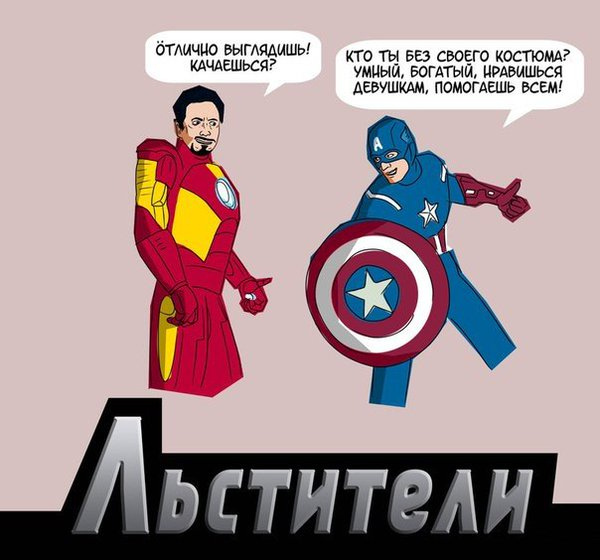 ОТЛИЧНО ВЫГЛЯДИШЬ!
КАЧАЕШЬСЯ?
КТО ТЫ БЕЗ СВОЕГО КОСТЮМА?
УМНЫЙ, БОГАТЫЙ, НРАВИШЬСЯ
ДЕВУШКАМ, ПОМОГАЕШЬ ВСЕМ!
A
Льстители